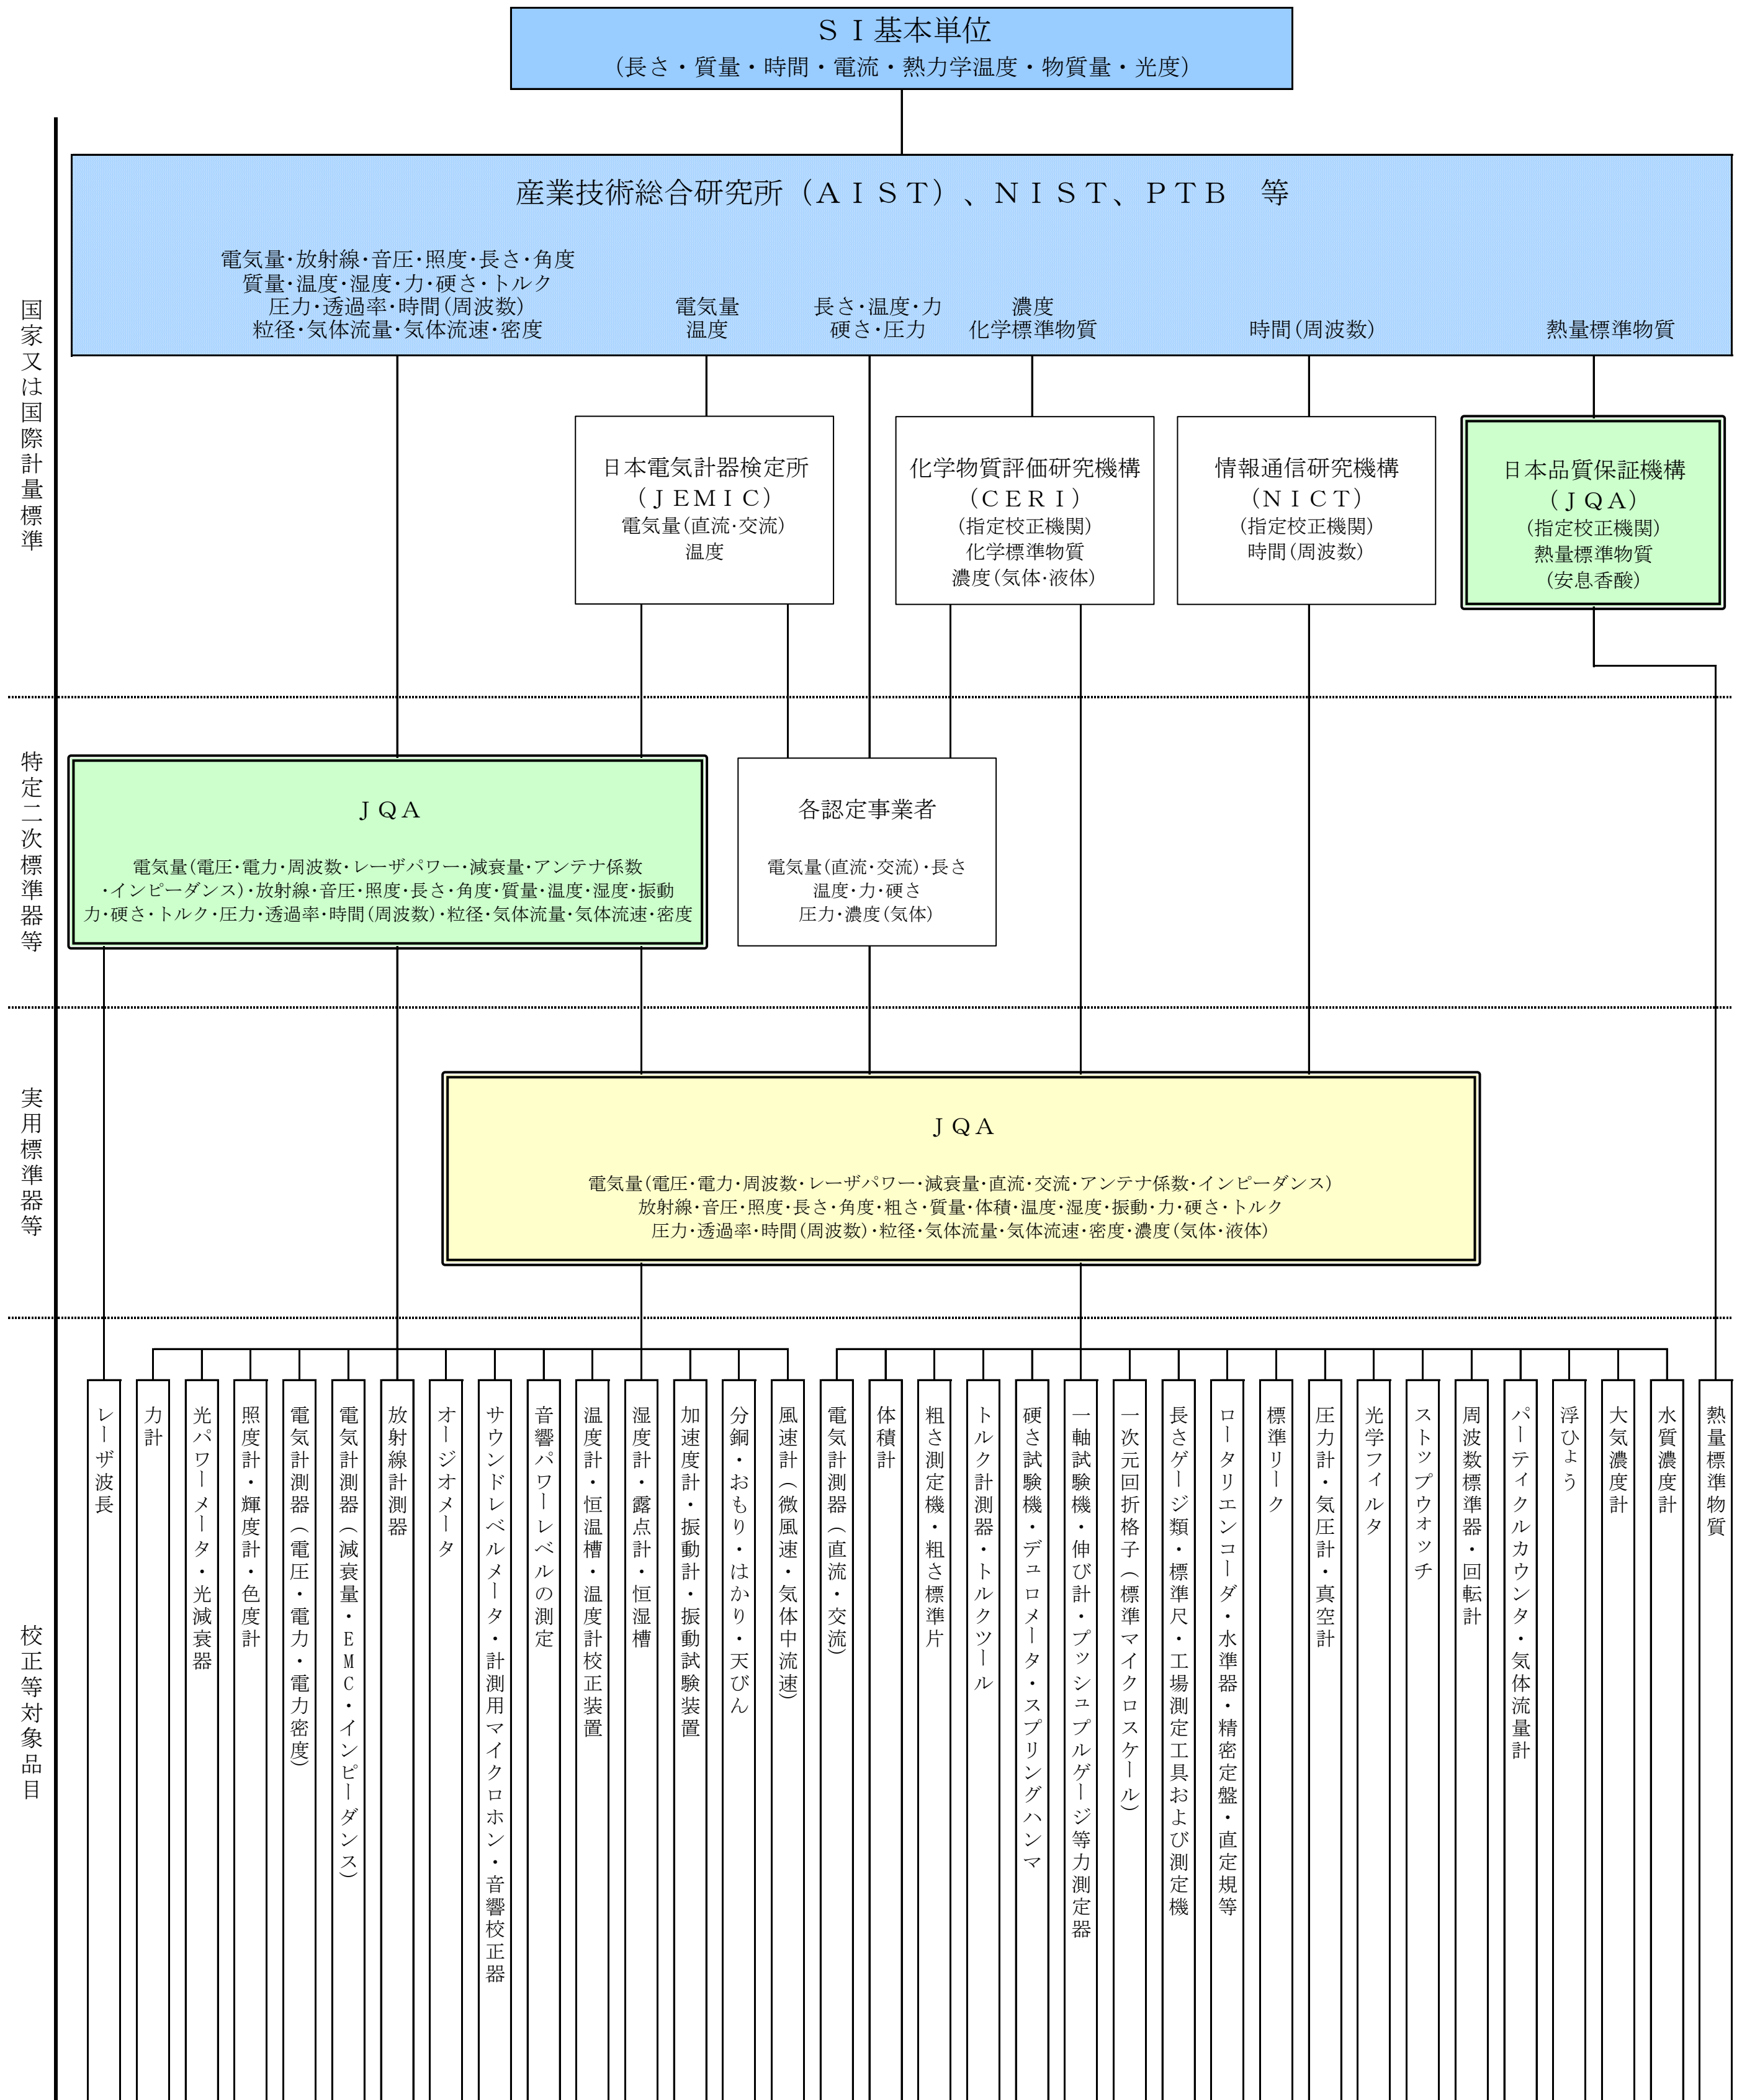 ＳＩ基本単位
（長さ・質量・時間・電流・熱力学温度・物質量・光度）
国家又は国際計量標準
産業技術総合研究所（ＡＩＳＴ）、ＮＩＳＴ、ＰＴＢ　等
電気量・放射線・音圧・照度・長さ・角度
質量・温度・湿度・力・硬さ・トルク
圧力・透過率・時間(周波数)
粒径・気体流量・気体流速・密度
電気量
温度
長さ・温度・力
硬さ・圧力
濃度
化学標準物質
時間(周波数)
熱量標準物質
日本電気計器検定所
（ＪＥＭＩＣ）
電気量(直流・交流)
温度
化学物質評価研究機構
（ＣＥＲＩ）
(指定校正機関)
化学標準物質
濃度(気体・液体)
情報通信研究機構
（ＮＩＣＴ）
(指定校正機関)
時間(周波数)
日本品質保証機構
（ＪＱＡ）
(指定校正機関)
熱量標準物質
(安息香酸)
特定二次標準器等
ＪＱＡ
電気量(電圧・電力・周波数・レーザパワー・減衰量・アンテナ係数
・インピーダンス)・放射線・音圧・照度・長さ・角度・質量・温度・湿度・振動
力・硬さ・トルク・圧力・透過率・時間(周波数)・粒径・気体流量・気体流速・密度
各認定事業者
電気量(直流・交流)・長さ
温度・力・硬さ
圧力・濃度(気体)
実用標準器等
ＪＱＡ
電気量(電圧・電力・周波数・レーザパワー・減衰量・直流・交流・アンテナ係数・インピーダンス)
放射線・音圧・照度・長さ・角度・粗さ・質量・体積・温度・湿度・振動・力・硬さ・トルク
圧力・透過率・時間(周波数)・粒径・気体流量・気体流速・密度・濃度(気体・液体)
校正等対象品目
レーザ波長
力計
光パワーメータ・光減衰器
照度計・輝度計・色度計
電気計測器（電圧・電力・電力密度）
電気計測器（減衰量・ＥＭＣ・インピーダンス）
放射線計測器
オージオメータ
サウンドレベルメータ・計測用マイクロホン・音響校正器
音響パワーレベルの測定
温度計・恒温槽・温度計校正装置
湿度計・露点計・恒湿槽
加速度計・振動計・振動試験装置
分銅・おもり・はかり・天びん
風速計（微風速・気体中流速）
電気計測器（直流・交流）
体積計
粗さ測定機・粗さ標準片
トルク計測器・トルクツール
硬さ試験機・デュロメータ・スプリングハンマ
一軸試験機・伸び計・プッシュプルゲージ等力測定器
一次元回折格子（標準マイクロスケール）
長さゲージ類・標準尺・工場測定工具および測定機
ロータリエンコーダ・水準器・精密定盤・直定規等
標準リーク
圧力計・気圧計・真空計
光学フィルタ
ストップウオッチ
周波数標準器・回転計
パーティクルカウンタ・気体流量計
浮ひょう
大気濃度計
水質濃度計
熱量標準物質